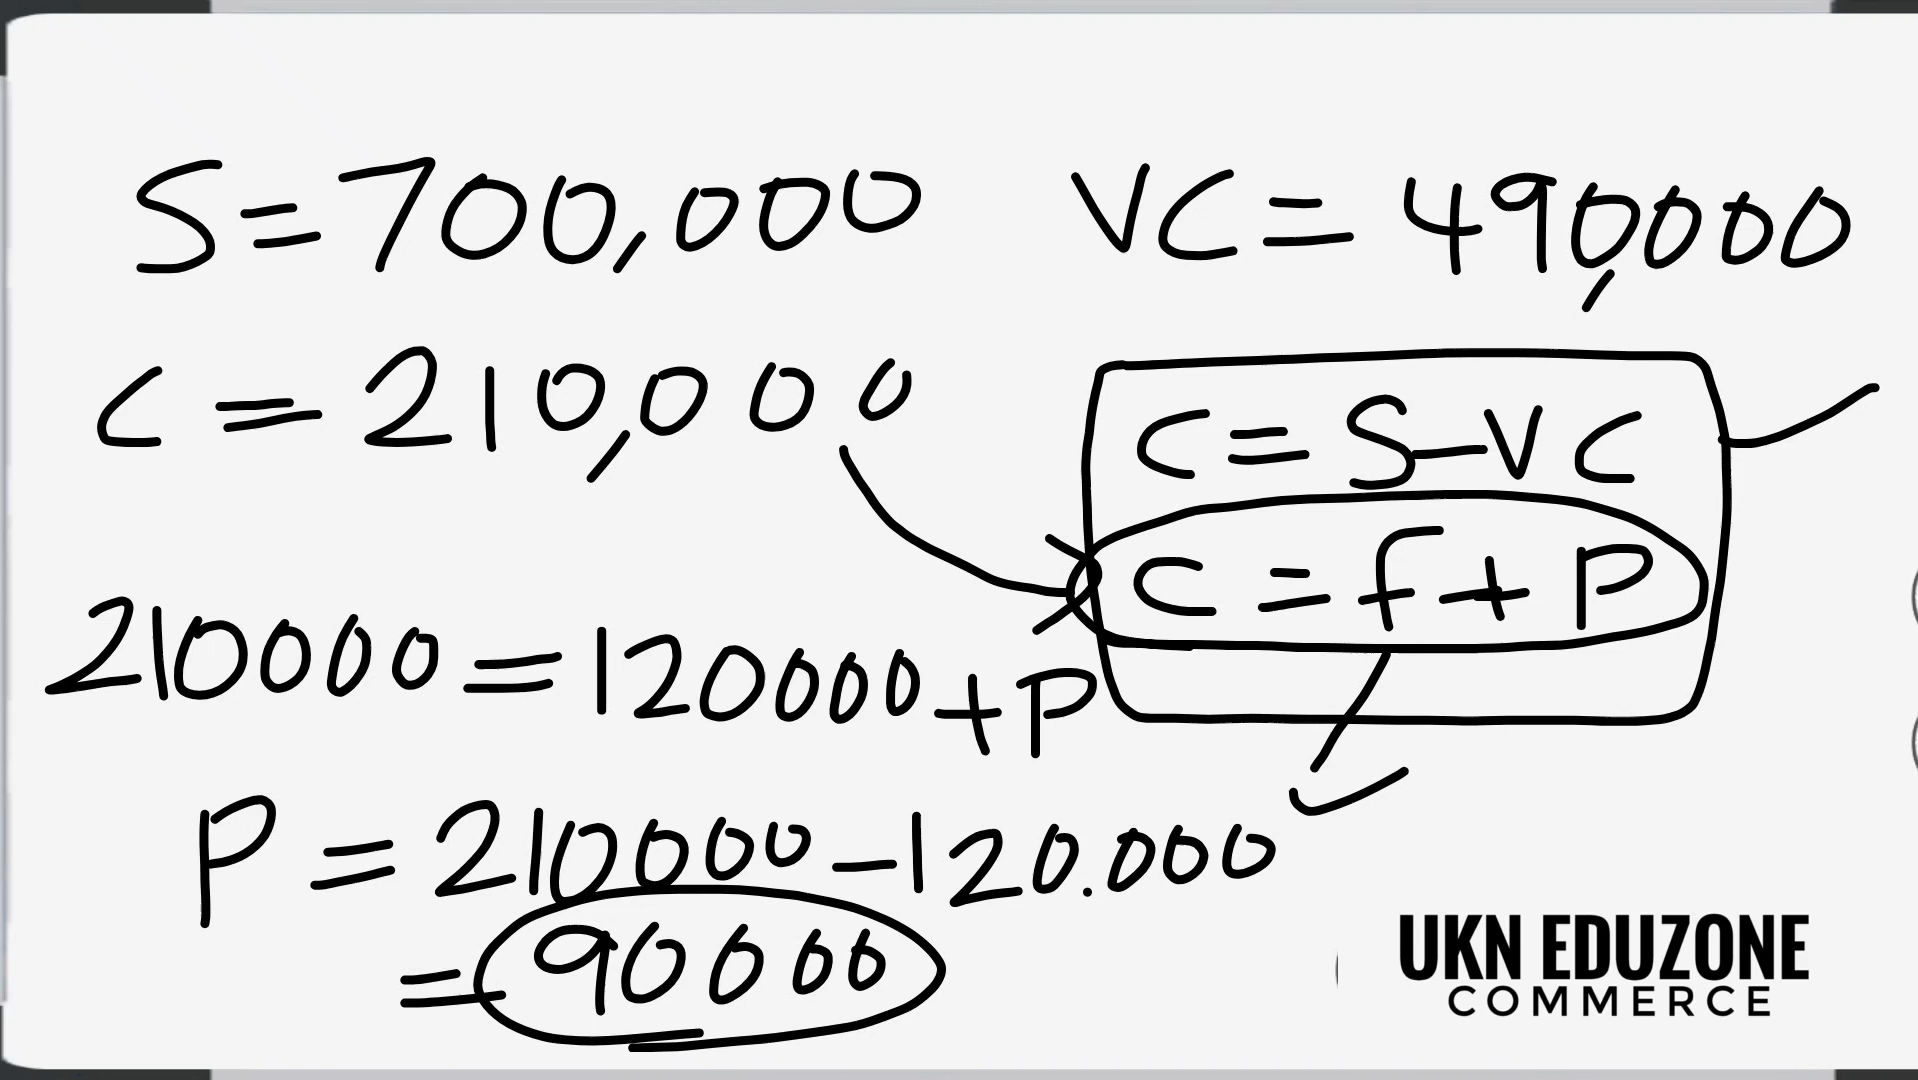 S=700,000 VC=490,000
C=210,000
C=S-VC
C=f+P
210000=120000+P
P=210000-120.000
=90000
UKN EDUZONE
COMMERCE